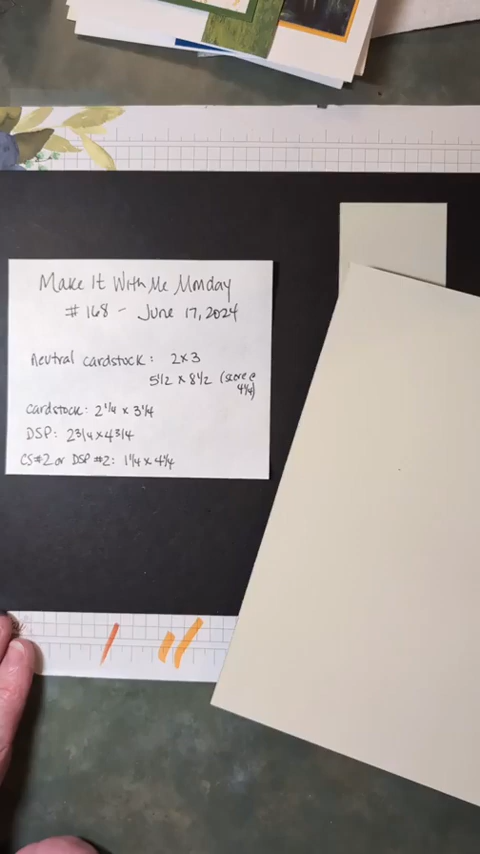 Make It With Me Monday
# 168 - June 17, 2024
Neutral cardstock: 2x3
5 1/2 x 8 1/2 (score @ 4 1/4)
cardstock: 2 1/4 x 3 1/4
DSP: 2 3/4 x 4 3/4
CS#2 or DSP #2: 1 1/4 x 4 1/4